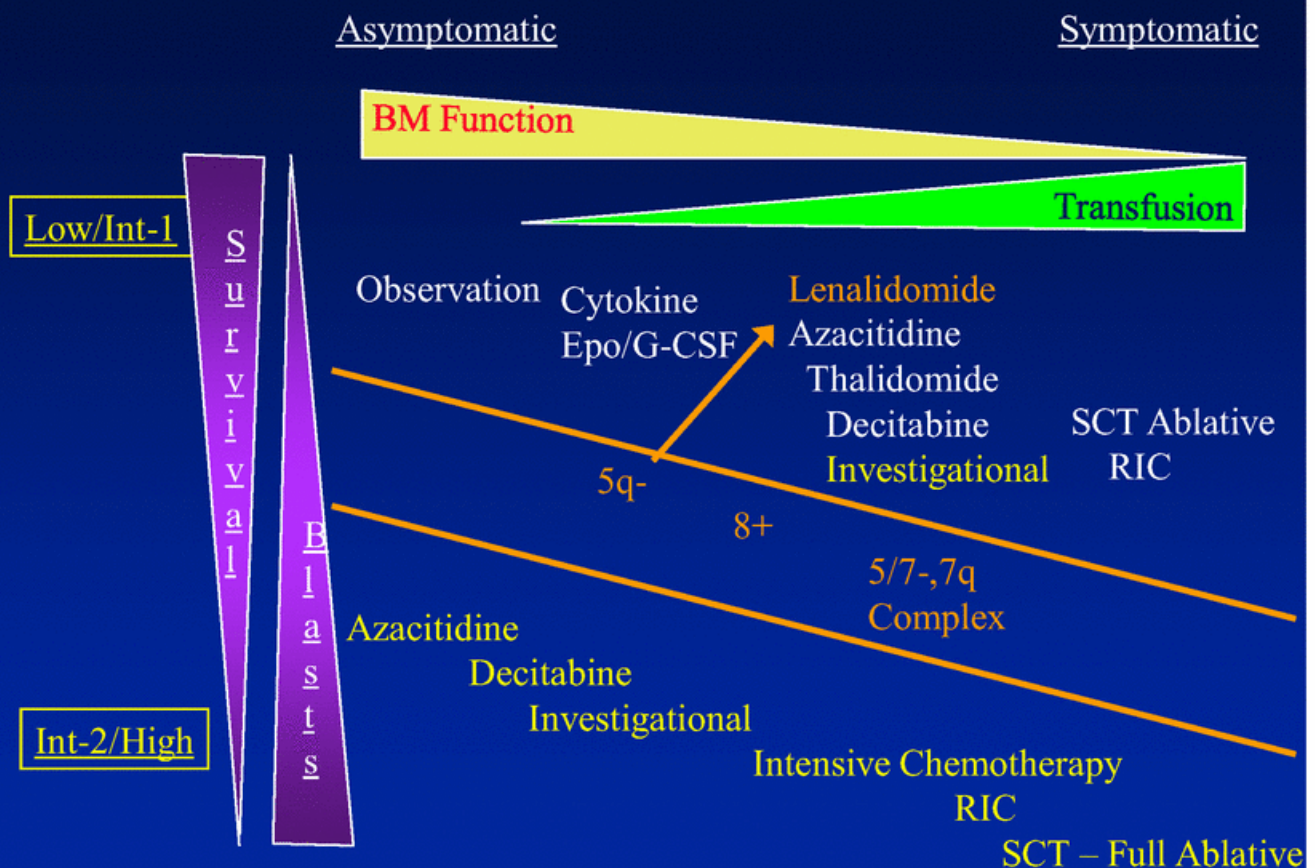 Asymptomatic
Symptomatic
BM Function
Transfusion
Low/Int-1
Survival
Blasts
Int-2/High
Observation
Cytokine
Epo/G-CSF
Lenalidomide
Azacitidine
Thalidomide
Decitabine
Investigational
SCT Ablative
RIC
5q-
8+
5/7-,7q
Complex
Azacitidine
Decitabine
Investigational
Intensive Chemotherapy
RIC
SCT – Full Ablative